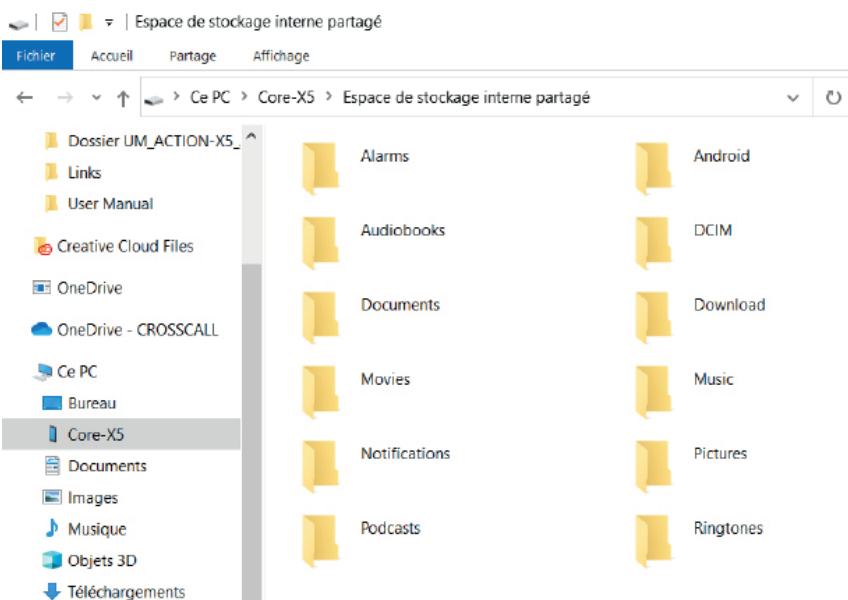 Espace de stockage interne partagé
Fichier Accueil Partage Affichage
Ce PC > Core-X5 > Espace de stockage interne partagé
Dossier UM_ACTION-X5_
Links
User Manual
Creative Cloud Files
OneDrive
OneDrive - CROSSCALL
Ce PC
Bureau
Core-X5
Documents
Images
Musique
Objets 3D
Téléchargements
Alarms Android
Audiobooks DCIM
Documents Download
Movies Music
Notifications Pictures
Podcasts Ringtones